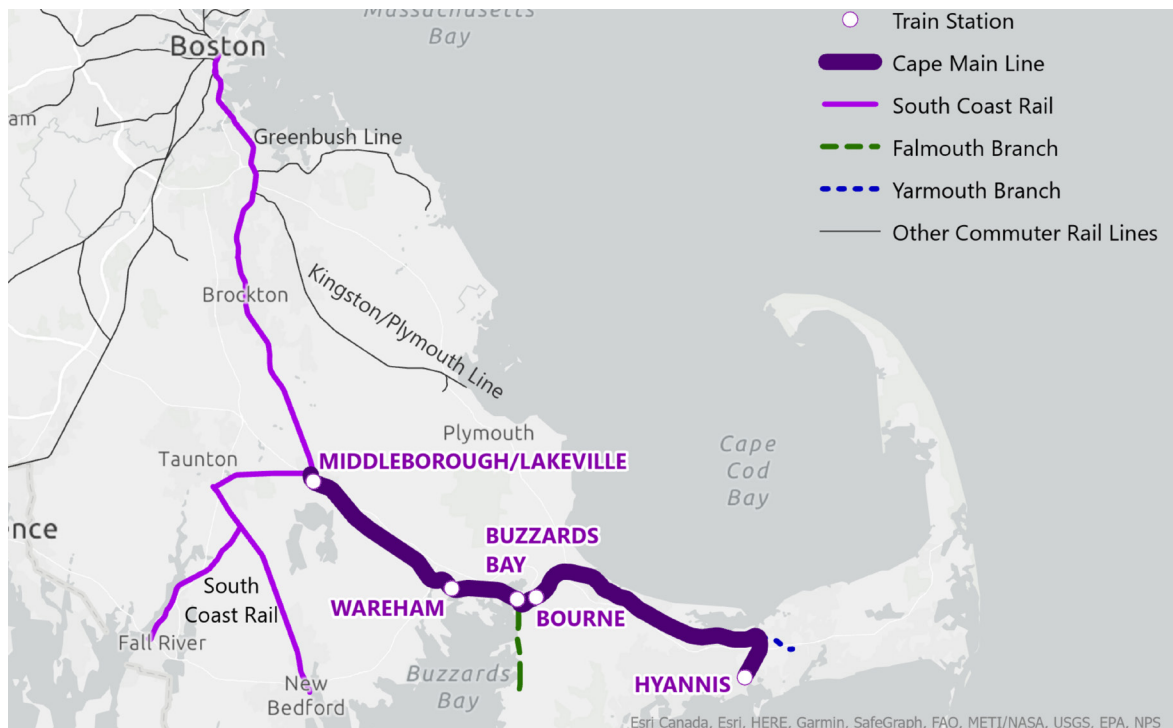 Massachusetts
Bay
Boston
am
Greenbush Line
Brockton
Kingston/Plymouth Line
Plymouth
Taunton
MIDDLEBOROUGH/LAKEVILLE
Cape
Cod
Bay
ence
BUZZARDS
BAY
WAREHAM
BOURNE
South
Coast Rail
Fall River
New
Bedford
Buzzards
Bay
HYANNIS
Train Station
Cape Main Line
South Coast Rail
Falmouth Branch
Yarmouth Branch
Other Commuter Rail Lines
Esri Canada, Esri, HERE, Garmin, SafeGraph, FAO, METI/NASA, USGS, EPA, NPS,